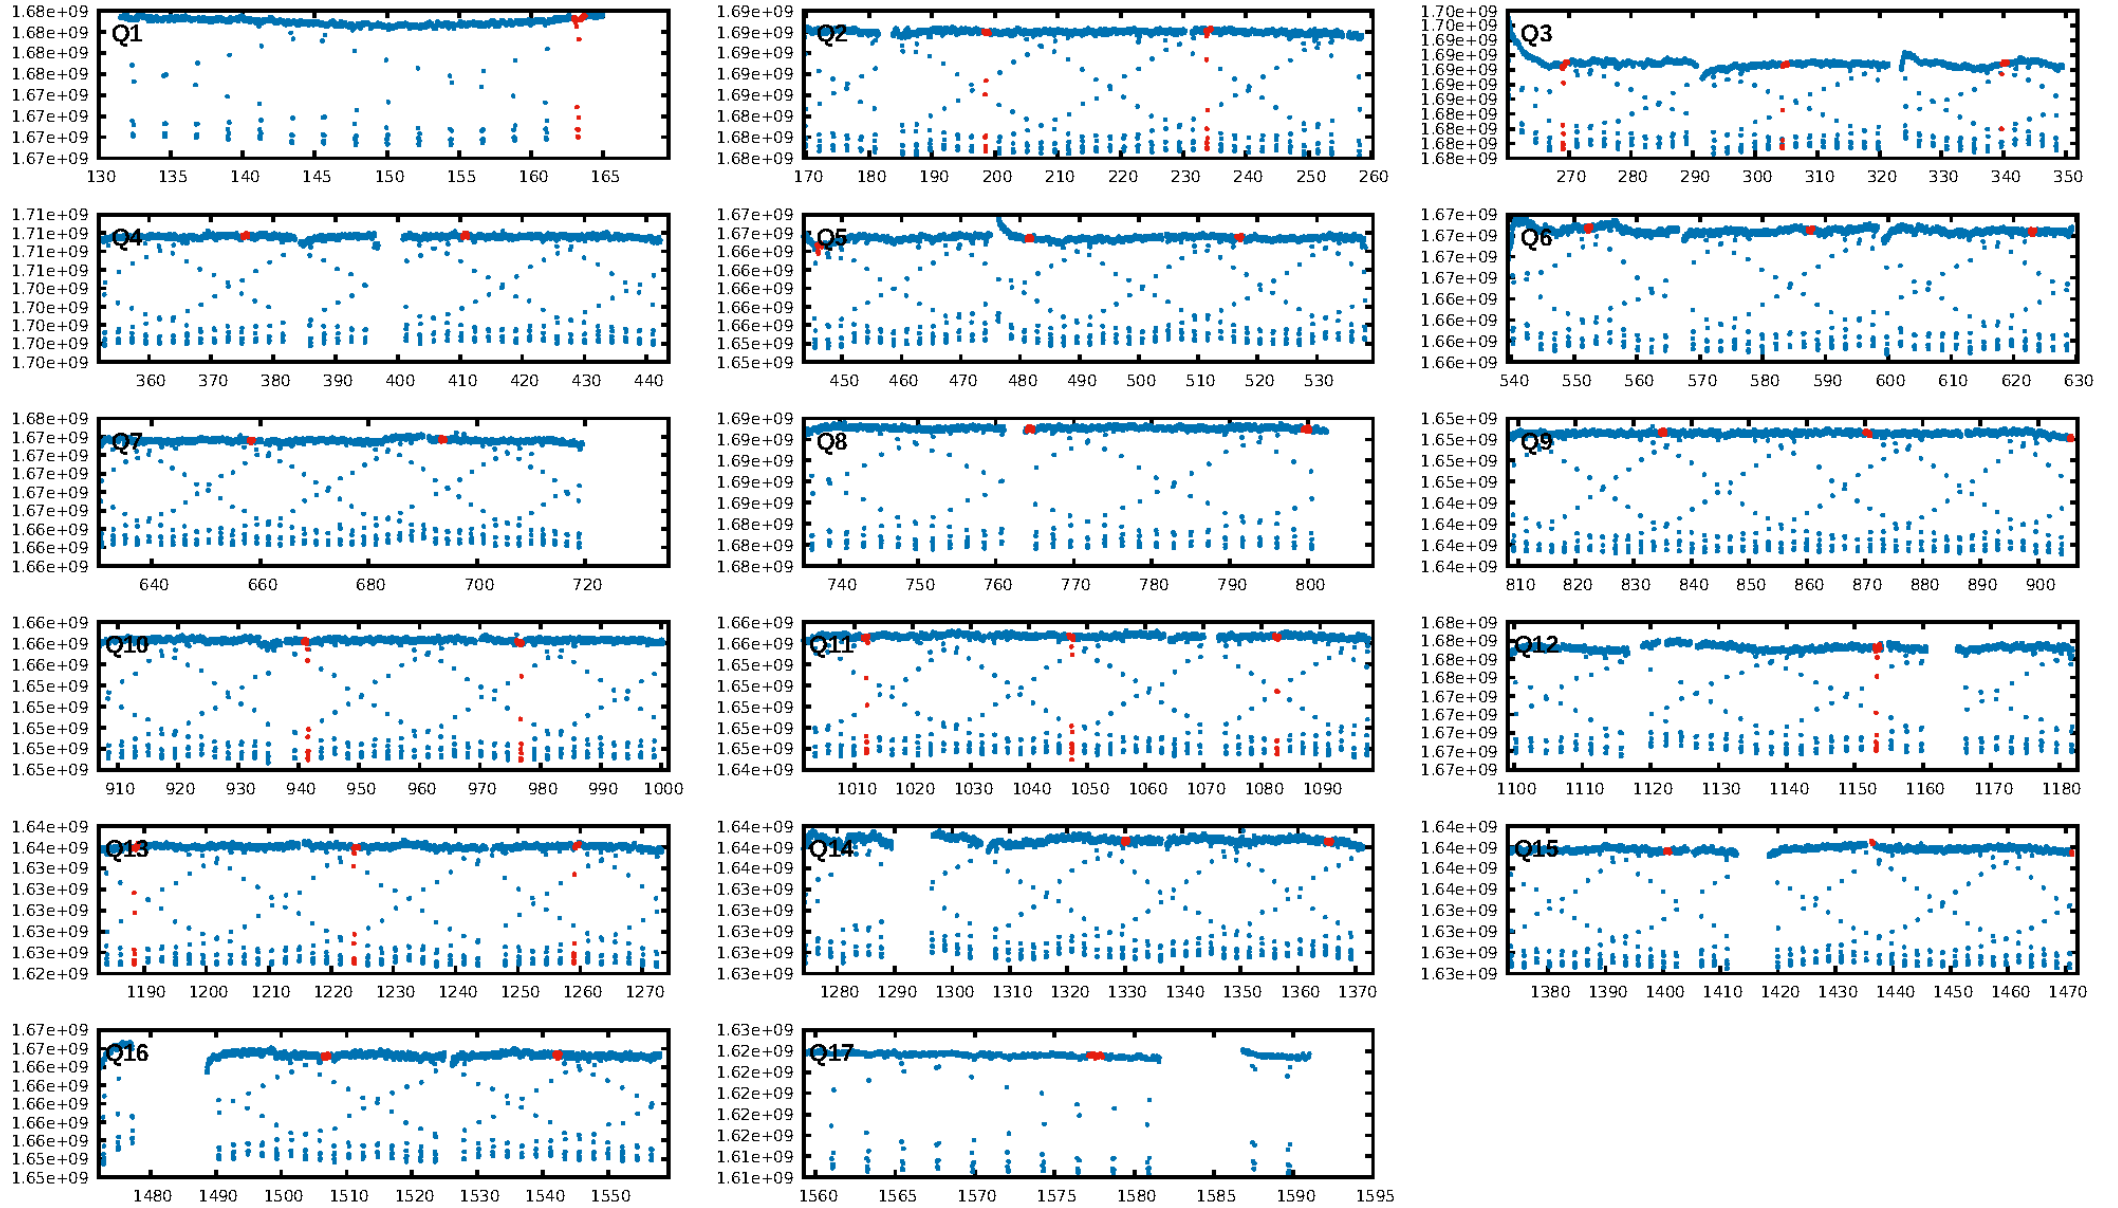 1.68e+09
1.68e+09
1.68e+09
1.68e+09
1.67e+09
1.67e+09
1.67e+09
1.67e+09
Q1
130 135 140 145 150 155 160 165
1.69e+09
1.69e+09
1.69e+09
1.69e+09
1.69e+09
1.68e+09
1.68e+09
1.68e+09
Q2
170 180 190 200 210 220 230 240 250 260
1.70e+09
1.70e+09
1.69e+09
1.69e+09
1.69e+09
1.69e+09
1.69e+09
1.68e+09
1.68e+09
1.68e+09
1.68e+09
Q3
270 280 290 300 310 320 330 340 350
1.71e+09
1.71e+09
1.71e+09
1.71e+09
1.70e+09
1.70e+09
1.70e+09
1.70e+09
1.70e+09
Q4
360 370 380 390 400 410 420 430 440
1.67e+09
1.67e+09
1.66e+09
1.66e+09
1.66e+09
1.66e+09
1.66e+09
1.65e+09
1.65e+09
Q5
450 460 470 480 490 500 510 520 530
1.67e+09
1.67e+09
1.67e+09
1.67e+09
1.66e+09
1.66e+09
1.66e+09
1.66e+09
Q6
540 550 560 570 580 590 600 610 620 630
1.68e+09
1.67e+09
1.67e+09
1.67e+09
1.67e+09
1.67e+09
1.66e+09
1.66e+09
1.66e+09
Q7
640 660 680 700 720
1.69e+09
1.69e+09
1.69e+09
1.69e+09
1.69e+09
1.68e+09
1.68e+09
1.68e+09
Q8
740 750 760 770 780 790 800
1.65e+09
1.65e+09
1.65e+09
1.65e+09
1.64e+09
1.64e+09
1.64e+09
1.64e+09
Q9
810 820 830 840 850 860 870 880 890 900
1.66e+09
1.66e+09
1.66e+09
1.65e+09
1.65e+09
1.65e+09
1.65e+09
1.65e+09
Q10
910 920 930 940 950 960 970 980 990 1000
1.66e+09
1.66e+09
1.65e+09
1.65e+09
1.65e+09
1.65e+09
1.65e+09
1.64e+09
Q11
1010 1020 1030 1040 1050 1060 1070 1080 1090
1.68e+09
1.68e+09
1.68e+09
1.68e+09
1.67e+09
1.67e+09
1.67e+09
1.67e+09
1.67e+09
Q12
1100 1110 1120 1130 1140 1150 1160 1170 1180
1.64e+09
1.64e+09
1.63e+09
1.63e+09
1.63e+09
1.63e+09
1.63e+09
1.62e+09
Q13
1190 1200 1210 1220 1230 1240 1250 1260 1270
1.64e+09
1.64e+09
1.64e+09
1.63e+09
1.63e+09
1.63e+09
1.63e+09
1.63e+09
Q14
1280 1290 1300 1310 1320 1330 1340 1350 1360 1370
1.64e+09
1.64e+09
1.64e+09
1.64e+09
1.63e+09
1.63e+09
1.63e+09
1.63e+09
Q15
1380 1390 1400 1410 1420 1430 1440 1450 1460 1470
1.67e+09
1.67e+09
1.66e+09
1.66e+09
1.66e+09
1.66e+09
1.66e+09
1.65e+09
1.65e+09
Q16
1480 1490 1500 1510 1520 1530 1540 1550
1.63e+09
1.62e+09
1.62e+09
1.62e+09
1.62e+09
1.62e+09
1.61e+09
1.61e+09
Q17
1560 1565 1570 1575 1580 1585 1590 1595